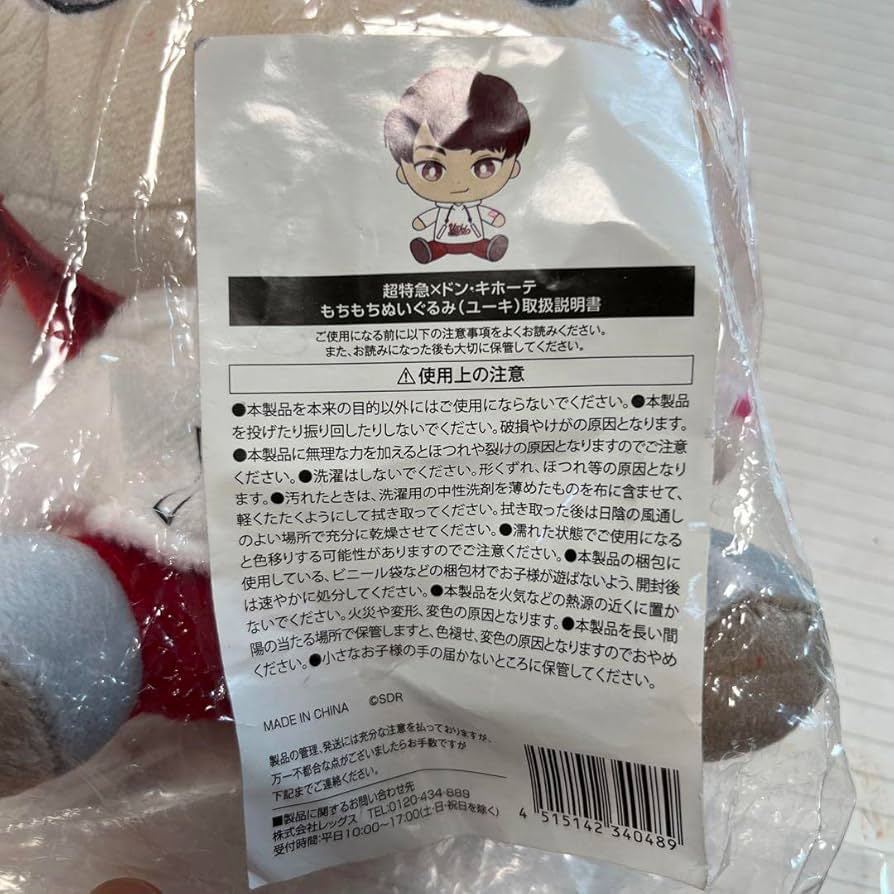 超特急×ドン・キホーテ
もちもちぬいぐるみ(ユーキ)取扱説明書
ご使用になる前に以下の注意事項をよくお読みください。
また、お読みになった後も大切に保管してください。
⚠使用上の注意
●本製品を本来の目的以外にはご使用にならないでください。●本製品
を投げたり振り回したりしないでください。破損やけがの原因となります。
●本製品に無理な力を加えるとほつれや裂けの原因となりますのでご注意
ください。●洗濯はしないでください。形くずれ、ほつれ等の原因となり
ます。●汚れたときは、洗濯用の中性洗剤を薄めたものを布に含ませて、
軽くたたくようにして拭き取ってください。拭き取った後は日陰の風通し
のよい場所で充分に乾燥させてください。●濡れた状態でご使用になる
と色移りする可能性がありますのでご注意ください。●本製品の梱包に
使用している、ビニール袋などの梱包材でお子様が遊ばないよう、開封後
は速やかに処分してください。●本製品を火気などの熱源の近くに置か
ないでください。火災や変形、変色の原因となります。●本製品を長い間
陽の当たる場所で保管しますと、色褪せ、変色の原因となりますのでおやめ
ください。●小さなお子様の手の届かないところに保管してください。
MADE IN CHINA ©SDR
製品の管理、発送には充分な注意を払っておりますが、
万一不都合な点がございましたらお手数ですが
下記までご連絡ください。
■製品に関するお問い合わせ先
株式会社レッグス/TEL:0120-434-889
受付時間:平日10:00〜17:00(土・日・祝日を除く)
4 515142 340489